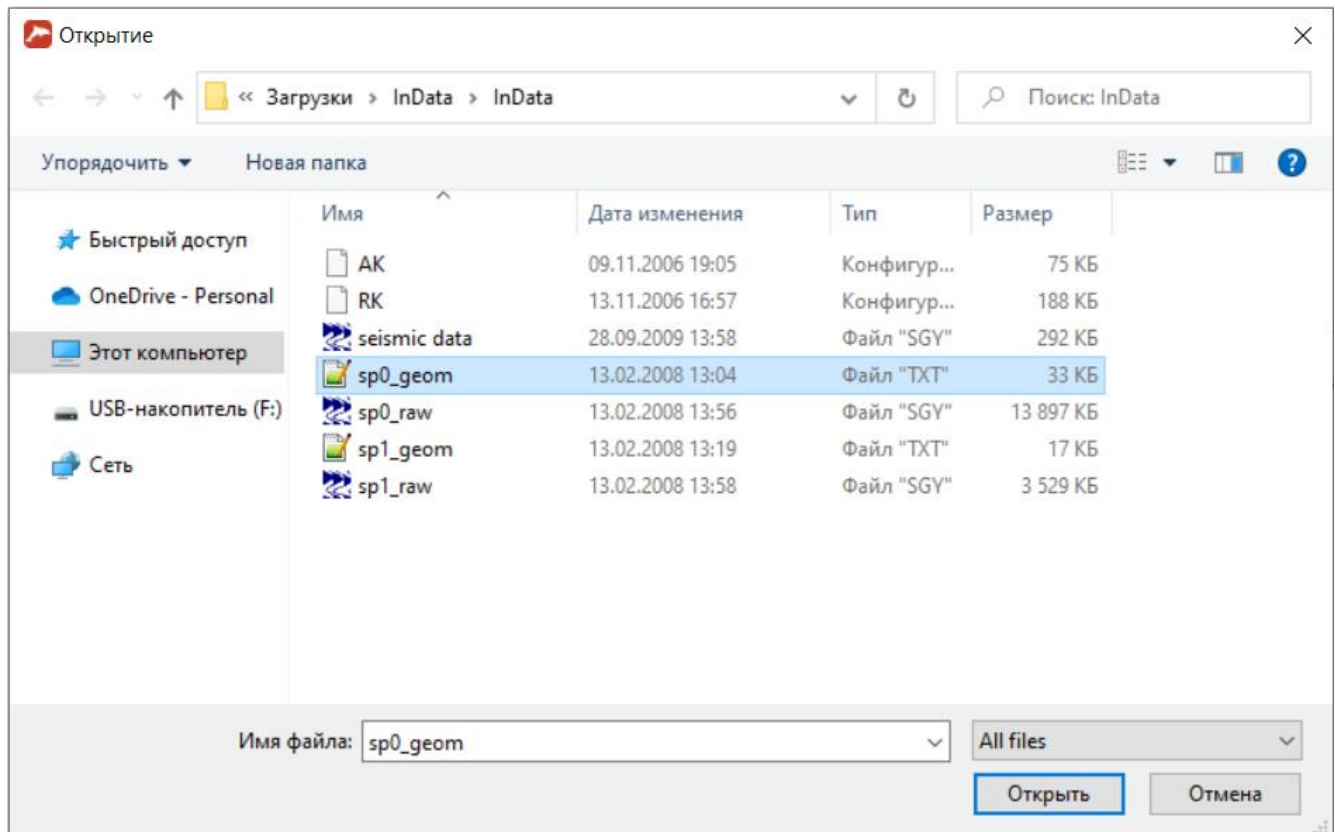 Открытие
« Загрузки › InData › InData
Поиск: InData
Упорядочить
Новая папка
Имя Дата изменения Тип Размер
Быстрый доступ
OneDrive - Personal
Этот компьютер
USB-накопитель (F:)
Сеть
AK 09.11.2006 19:05 Конфигур... 75 КБ
RK 13.11.2006 16:57 Конфигур... 188 КБ
seismic data 28.09.2009 13:58 Файл "SGY" 292 КБ
sp0_geom 13.02.2008 13:04 Файл "TXT" 33 КБ
sp0_raw 13.02.2008 13:56 Файл "SGY" 13 897 КБ
sp1_geom 13.02.2008 13:19 Файл "TXT" 17 КБ
sp1_raw 13.02.2008 13:58 Файл "SGY" 3 529 КБ
Имя файла: sp0_geom All files
Открыть Отмена